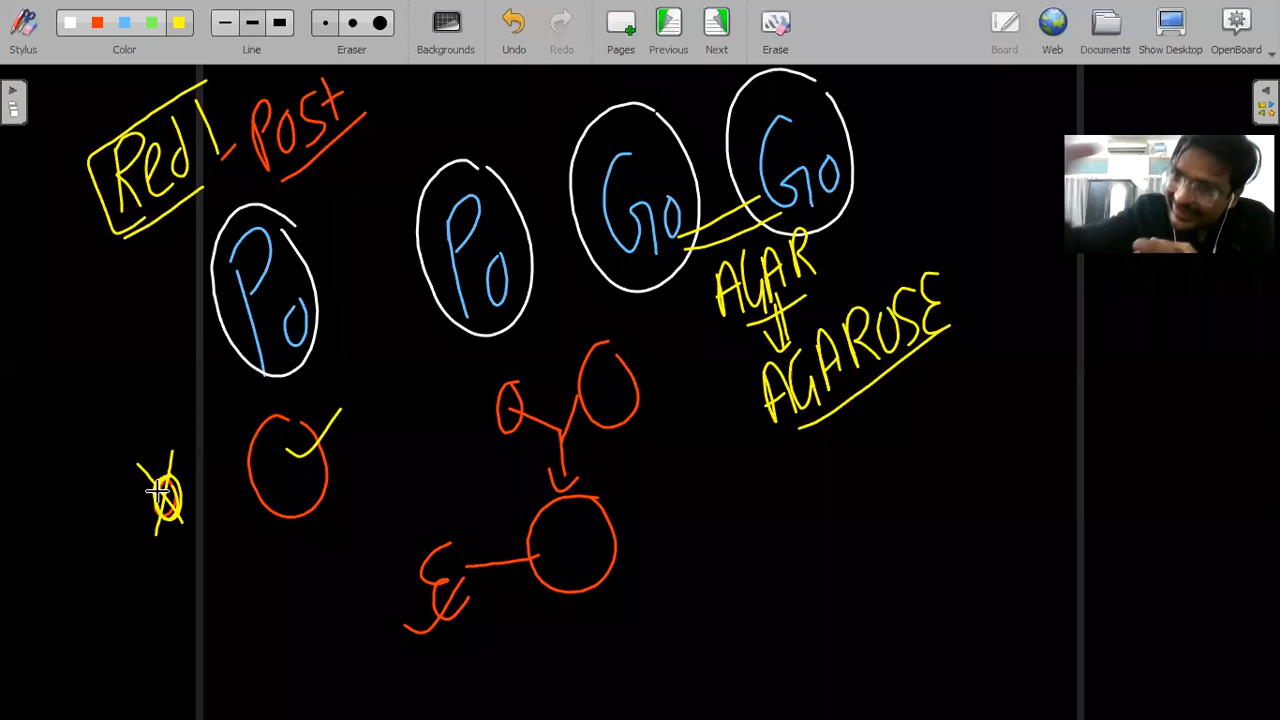 Stylus
Color
Line
Eraser
Backgrounds
Undo
Redo
Pages
Previous
Next
Erase
Board
Web
Documents
Show Desktop
OpenBoard
Red1 - Post
Po
Po
Go
Go
AGAR
AGAROSE